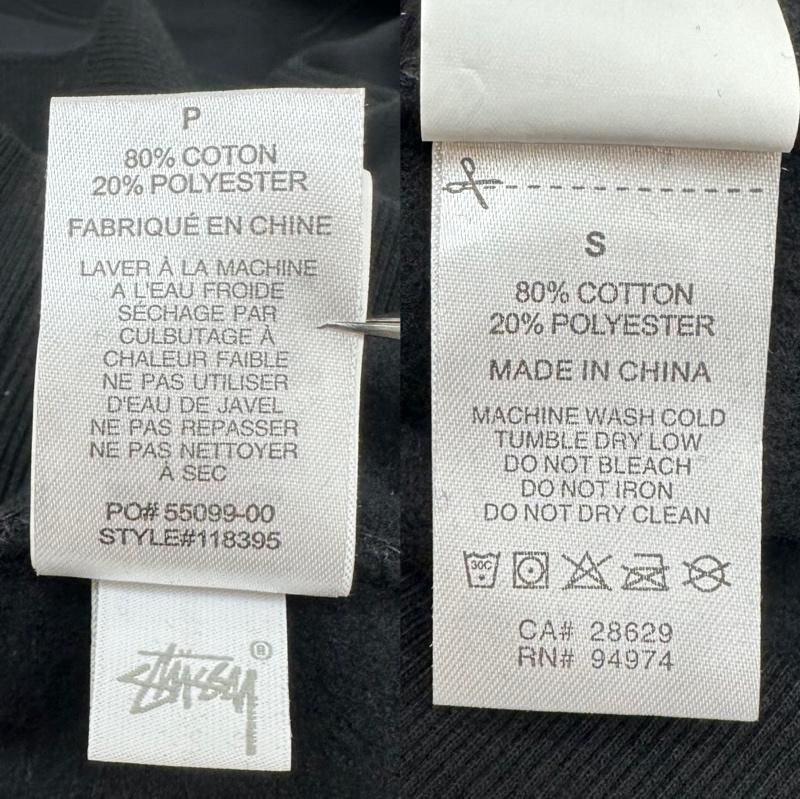 P
80% COTON
20% POLYESTER
FABRIQUÉ EN CHINE
LAVER À LA MACHINE
A L'EAU FROIDE
SÉCHAGE PAR
CULBUTAGE À
CHALEUR FAIBLE
NE PAS UTILISER
D'EAU DE JAVEL
NE PAS REPASSER
NE PAS NETTOYER
À SEC
PO# 55099-00
STYLE#118395
STÜSSY ®
S
80% COTTON
20% POLYESTER
MADE IN CHINA
MACHINE WASH COLD
TUMBLE DRY LOW
DO NOT BLEACH
DO NOT IRON
DO NOT DRY CLEAN
30C
CA# 28629
RN# 94974